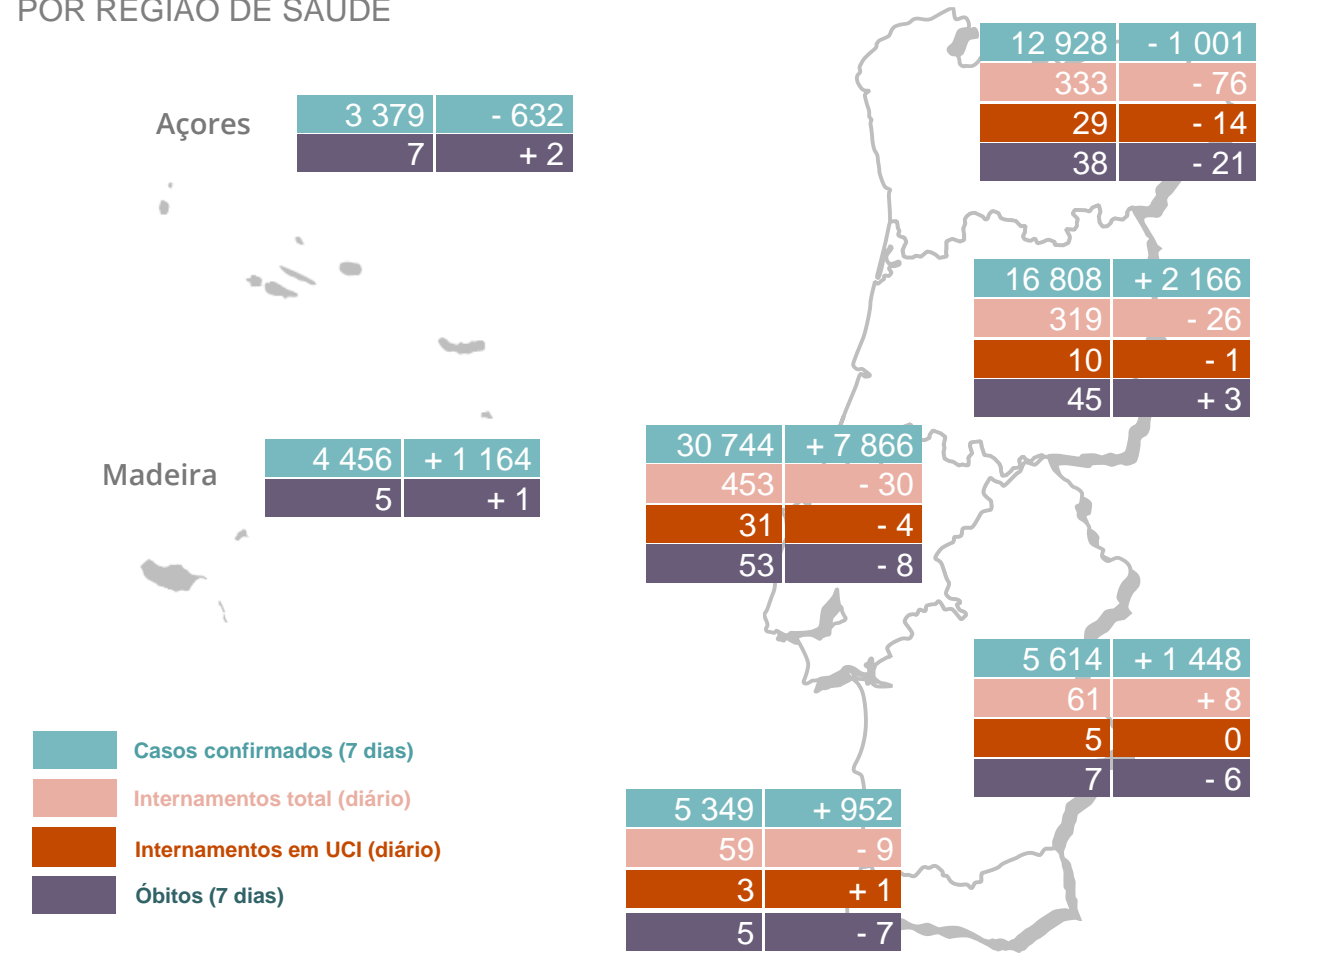 POR REGIÃO DE SAÚDE
12 928 - 1 001
333 - 76
29 - 14
38 - 21
Açores
3 379 - 632
7 + 2
16 808 + 2 166
319 - 26
10 - 1
45 + 3
Madeira
4 456 + 1 164
5 + 1
30 744 + 7 866
453 - 30
31 - 4
53 - 8
5 614 + 1 448
61 + 8
5 0
7 - 6
5 349 + 952
59 - 9
3 + 1
5 - 7
Casos confirmados (7 dias)
Internamentos total (diário)
Internamentos em UCI (diário)
Óbitos (7 dias)